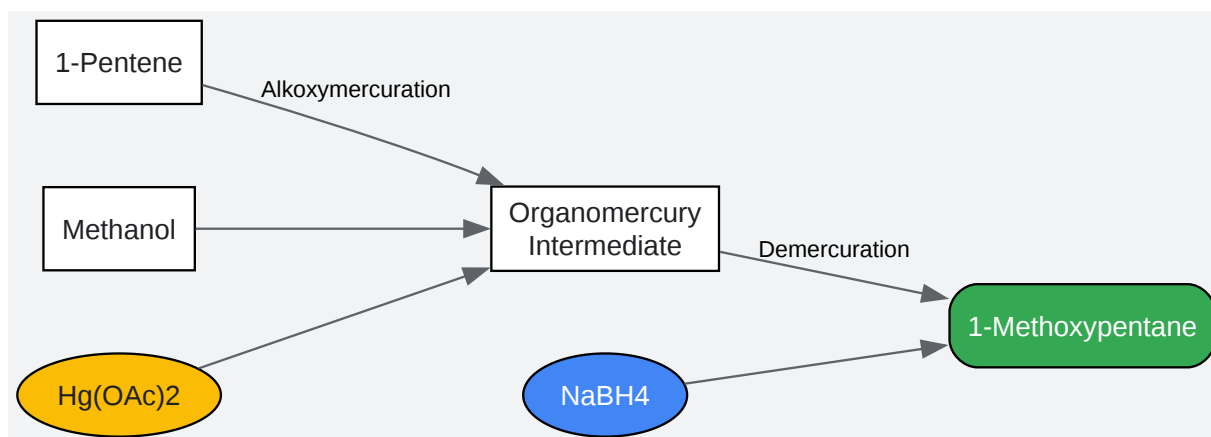 1-Pentene
Alkoxymercuration
Methanol
Organomercury
Intermediate
Demercuration
1-Methoxypentane
Hg(OAc)2
NaBH4